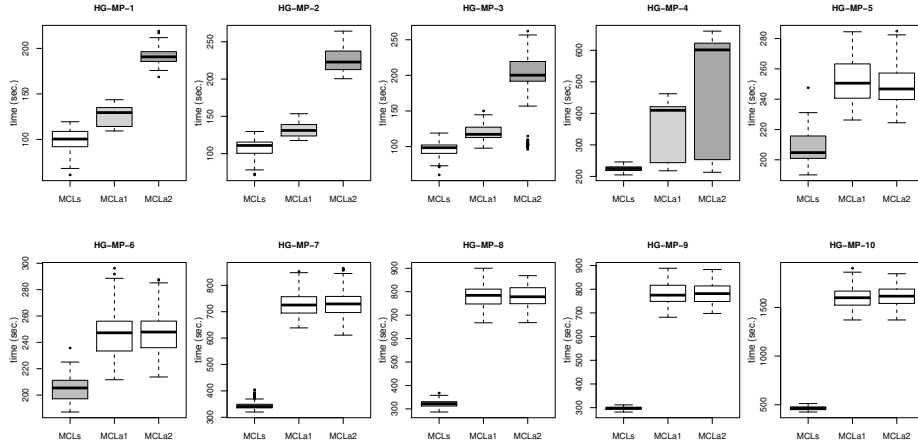 HG−MP−1
HG−MP−2
HG−MP−3
HG−MP−4
HG−MP−5
time (sec.)
100
150
200
MCLs
MCLa1
MCLa2
time (sec.)
100
150
200
250
MCLs
MCLa1
MCLa2
time (sec.)
100
150
200
250
MCLs
MCLa1
MCLa2
time (sec.)
200
300
400
600
MCLs
MCLa1
MCLa2
time (sec.)
200
220
240
260
280
MCLs
MCLa1
MCLa2
HG−MP−6
HG−MP−7
HG−MP−8
HG−MP−9
HG−MP−10
time (sec.)
200
220
240
260
280
300
MCLs
MCLa1
MCLa2
time (sec.)
300
400
500
600
700
MCLs
MCLa1
MCLa2
time (sec.)
300
500
600
700
800
900
MCLs
MCLa1
MCLa2
time (sec.)
300
500
600
700
800
900
MCLs
MCLa1
MCLa2
time (sec.)
500
1000
1500
MCLs
MCLa1
MCLa2